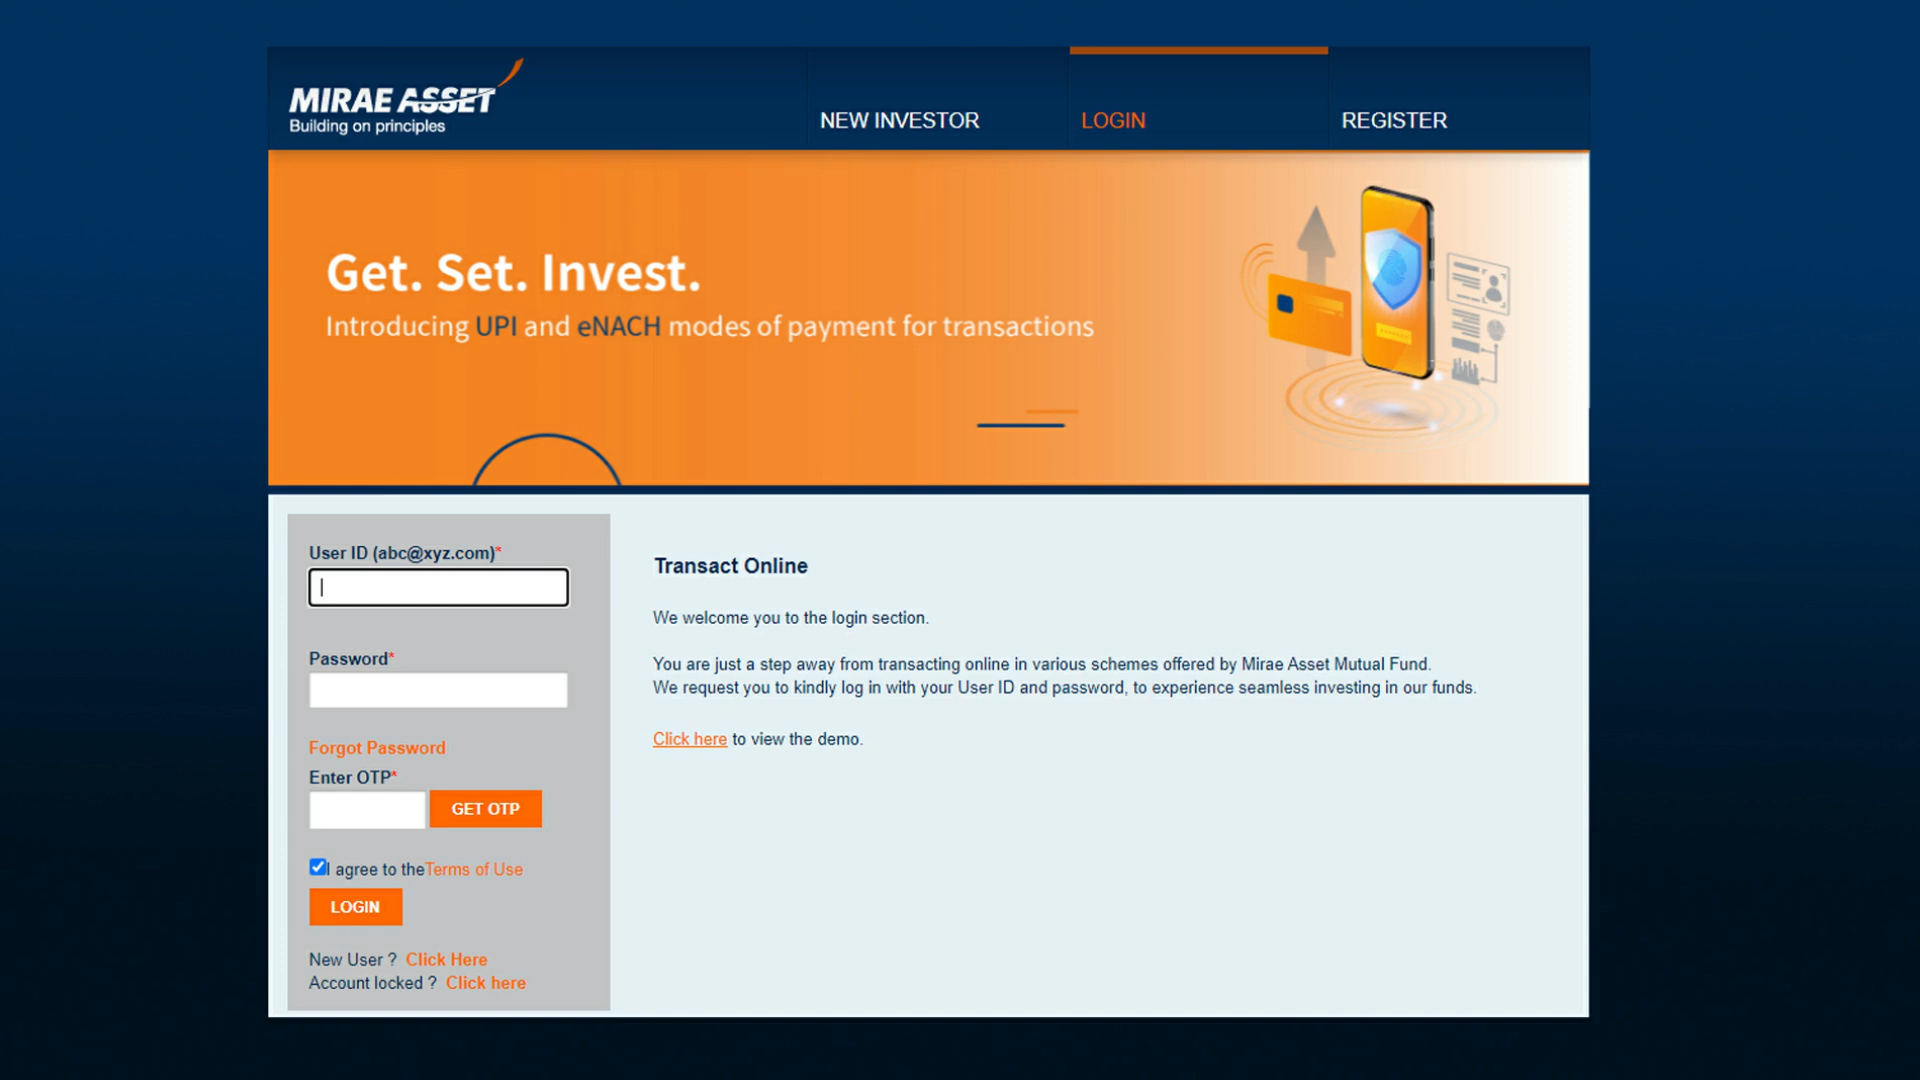 MIRAE ASSET
Building on principles
NEW INVESTOR
LOGIN
REGISTER
Get. Set. Invest.
Introducing UPI and eNACH modes of payment for transactions
User ID (abc@xyz.com)*
Password*
Forgot Password
Enter OTP*
GET OTP
I agree to theTerms of Use
LOGIN
New User ? Click Here
Account locked ? Click here
Transact Online
We welcome you to the login section.
You are just a step away from transacting online in various schemes offered by Mirae Asset Mutual Fund.
We request you to kindly log in with your User ID and password, to experience seamless investing in our funds.
Click here to view the demo.